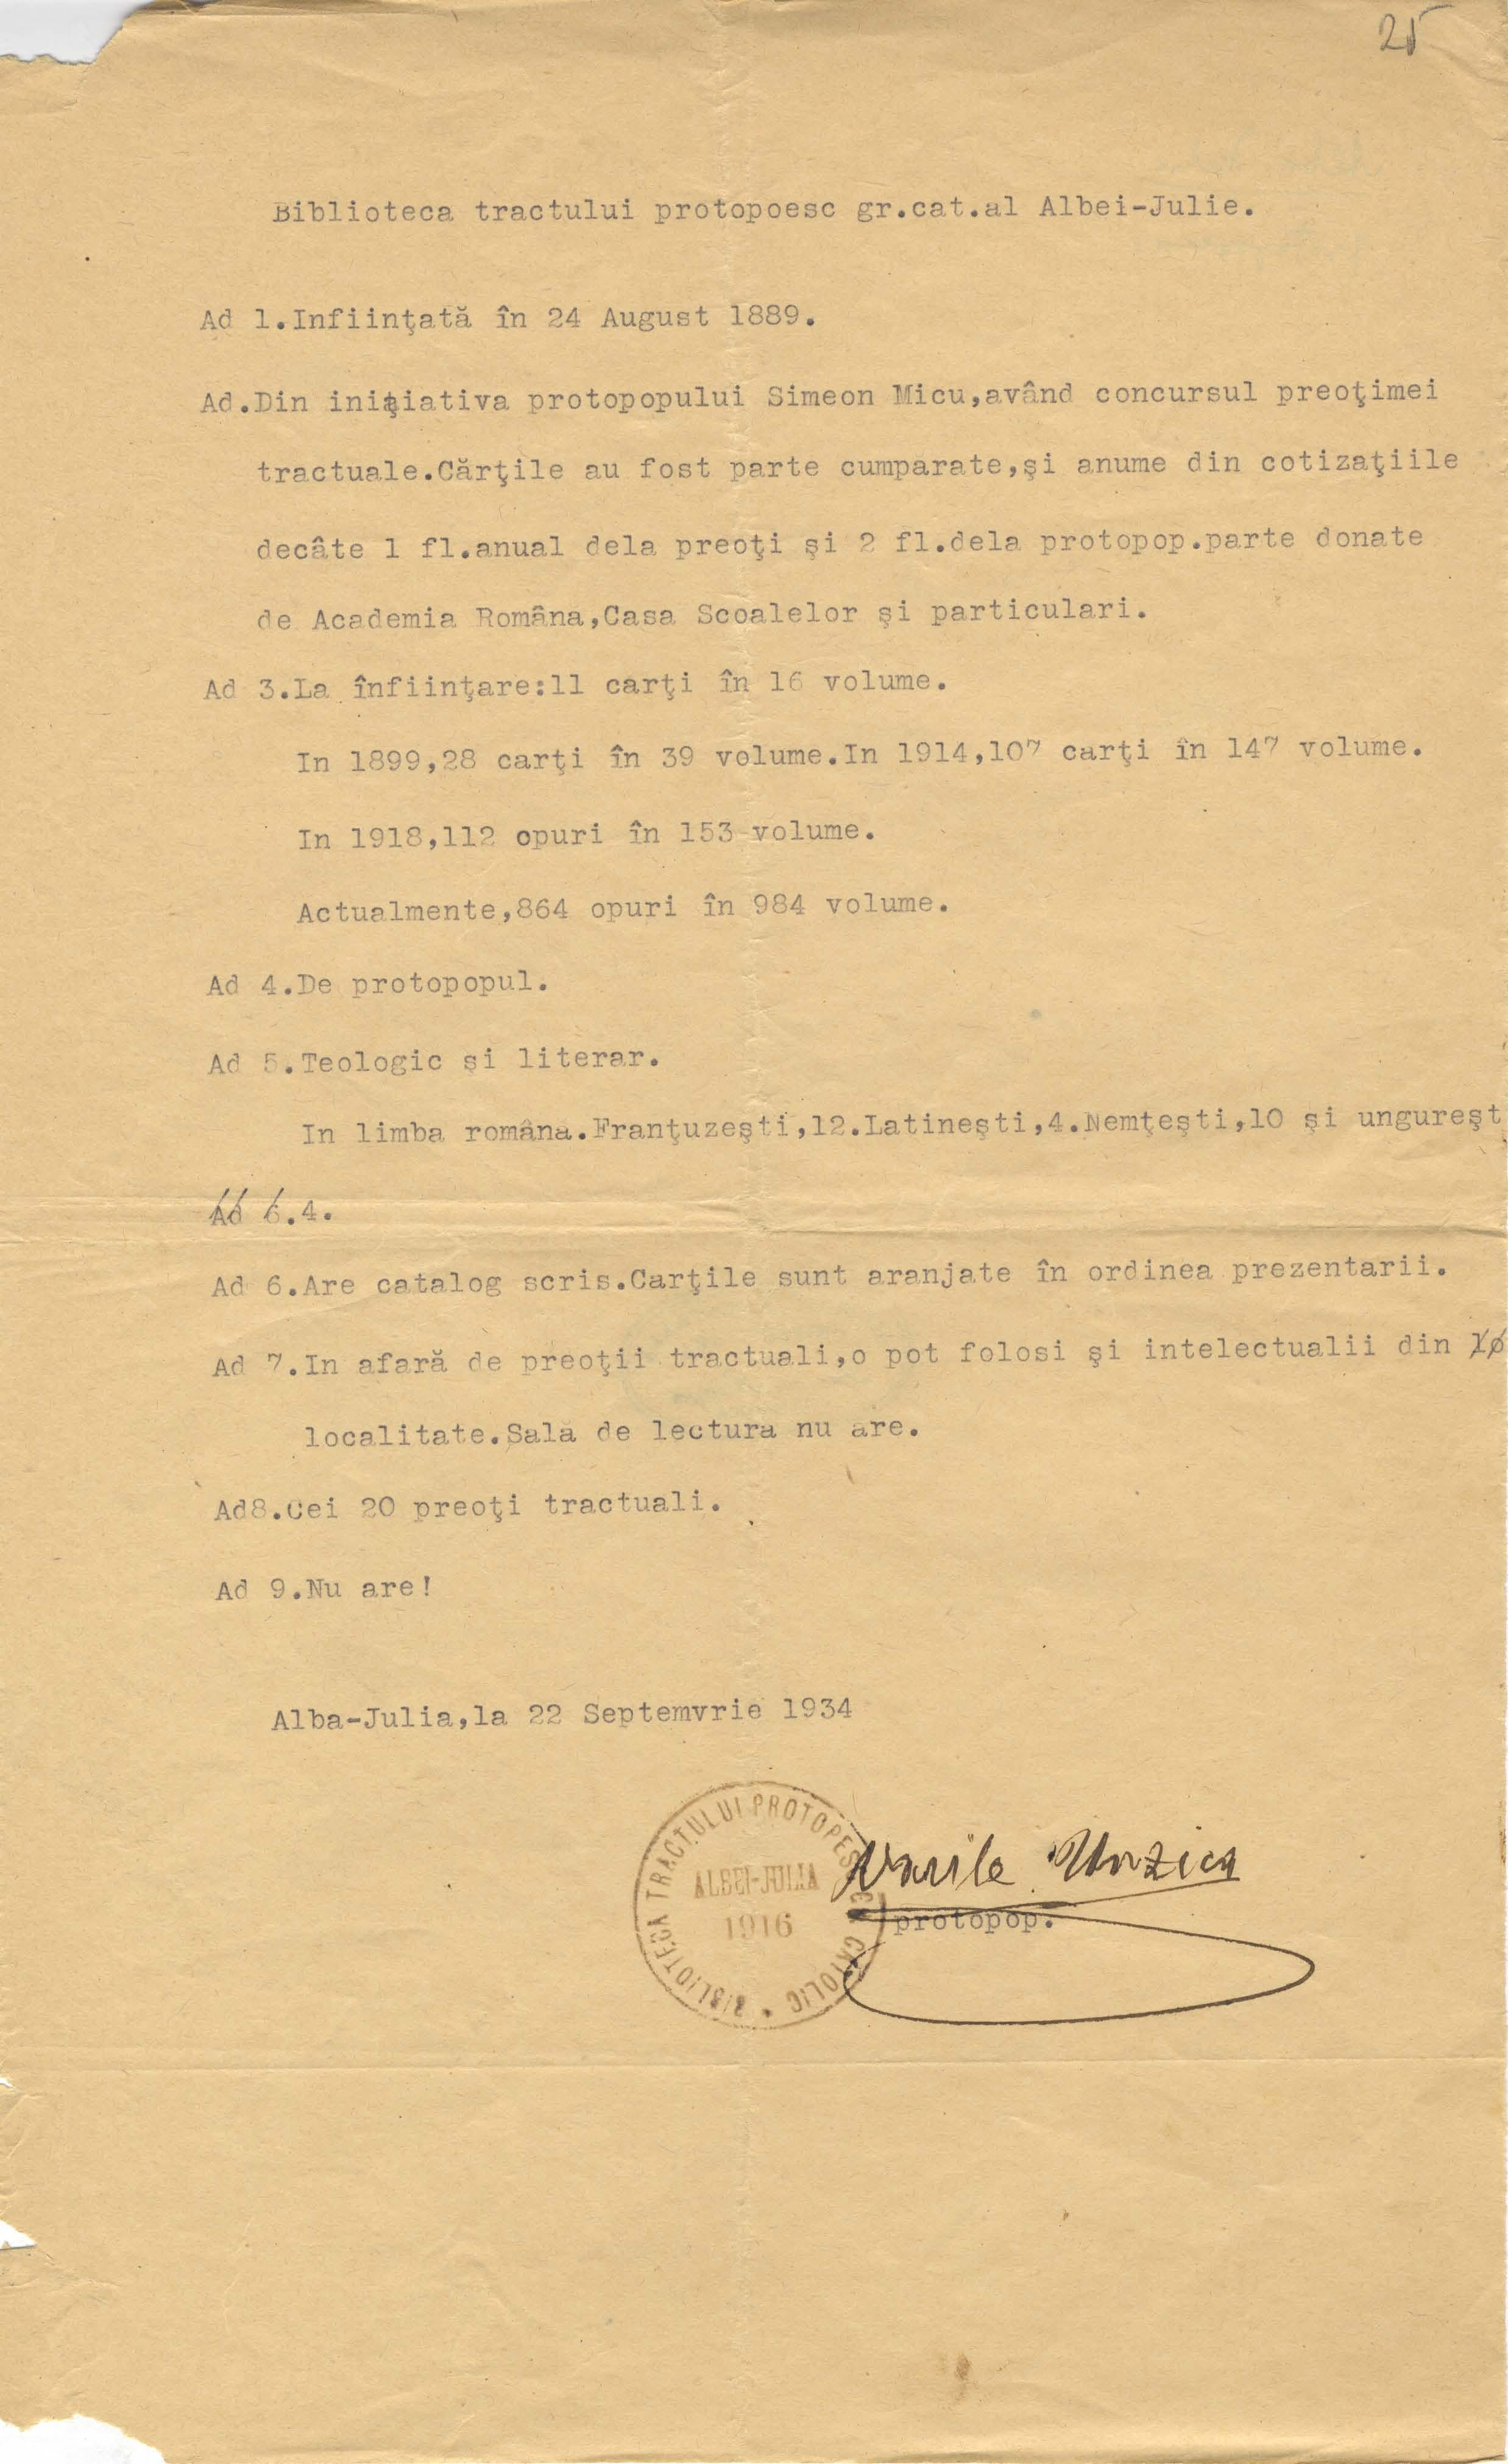 25
Biblioteca tractului protopoesc gr.cat.al Albei-Julie.
Ad 1.Inființată în 24 August 1889.
Ad.Din inițiativa protopopului Simeon Micu,având concursul preoţimei
tractuale.Cărţile au fost parte cumparate,şi anume din cotizaţiile
decâte 1 fl.anual dela preoţi şi 2 fl.dela protopop.parte donate
de Academia Româna,Casa Scoalelor şi particulari.
Ad 3.La înfiinţare:11 carţi în 16 volume.
In 1899,28 carţi în 39 volume.In 1914,107 carţi în 147 volume.
In 1918,112 opuri în 153 volume.
Actualmente,864 opuri în 984 volume.
Ad 4.De protopopul.
Ad 5.Teologic şi literar.
In limba româna.Franţuzeşti,12.Latineşti,4.Nemţeşti,10 şi ungureşt
Ad 6.4.
Ad 6.Are catalog scris.Carţile sunt aranjate în ordinea prezentarii.
Ad 7.In afară de preoţii tractuali,o pot folosi şi intelectualii din
localitate.Sala de lectura nu are.
Ad8.Cei 20 preoţi tractuali.
Ad 9.Nu are!
Alba-Julia,la 22 Septemvrie 1934
BIBLIOTECA TRACTULUI PROTOPES CATOLIC
ALBEI-JULIA
1916
Vasile Urzica
protopop.